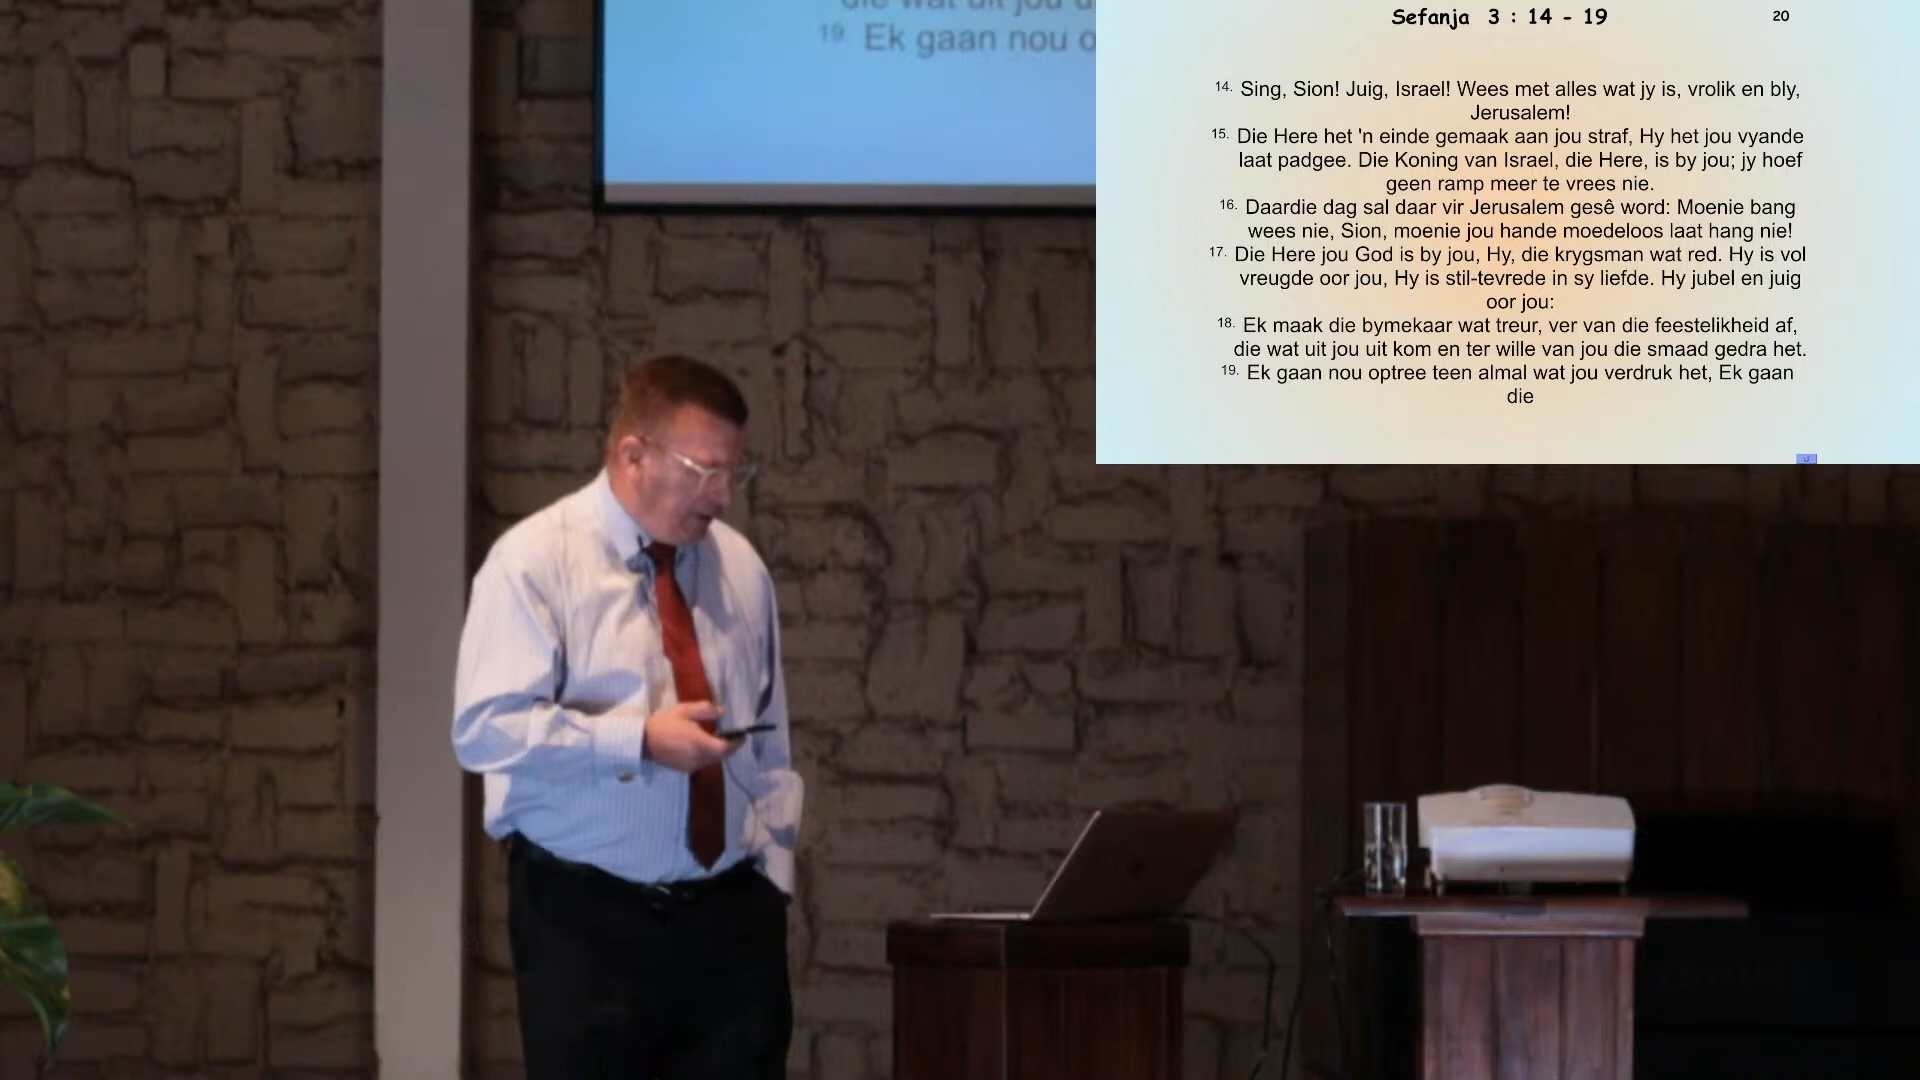 die wat uit jou u
19 Ek gaan nou o
Sefanja 3 : 14 - 19
20
14. Sing, Sion! Juig, Israel! Wees met alles wat jy is, vrolik en bly,
Jerusalem!
15. Die Here het 'n einde gemaak aan jou straf, Hy het jou vyande
laat padgee. Die Koning van Israel, die Here, is by jou; jy hoef
geen ramp meer te vrees nie.
16. Daardie dag sal daar vir Jerusalem gesê word: Moenie bang
wees nie, Sion, moenie jou hande moedeloos laat hang nie!
17. Die Here jou God is by jou, Hy, die krygsman wat red. Hy is vol
vreugde oor jou, Hy is stil-tevrede in sy liefde. Hy jubel en juig
oor jou:
18. Ek maak die bymekaar wat treur, ver van die feestelikheid af,
die wat uit jou uit kom en ter wille van jou die smaad gedra het.
19. Ek gaan nou optree teen almal wat jou verdruk het, Ek gaan
die